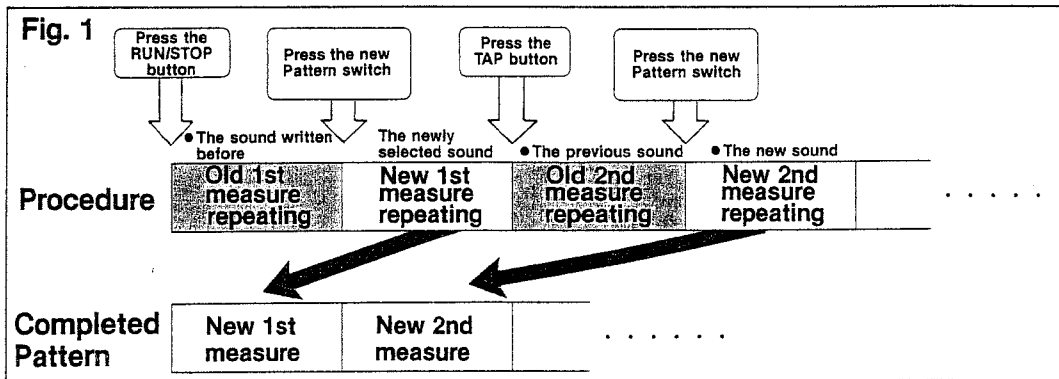 Fig. 1
Press the
RUN/STOP
button
Press the new
Pattern switch
Press the
TAP button
Press the new
Pattern switch
● The sound written
before
The newly
selected sound
● The previous sound
● The new sound
Procedure
Old 1st
measure
repeating
New 1st
measure
repeating
Old 2nd
measure
repeating
New 2nd
measure
repeating
. . . . . .
Completed
Pattern
New 1st
measure
New 2nd
measure
. . . . . .